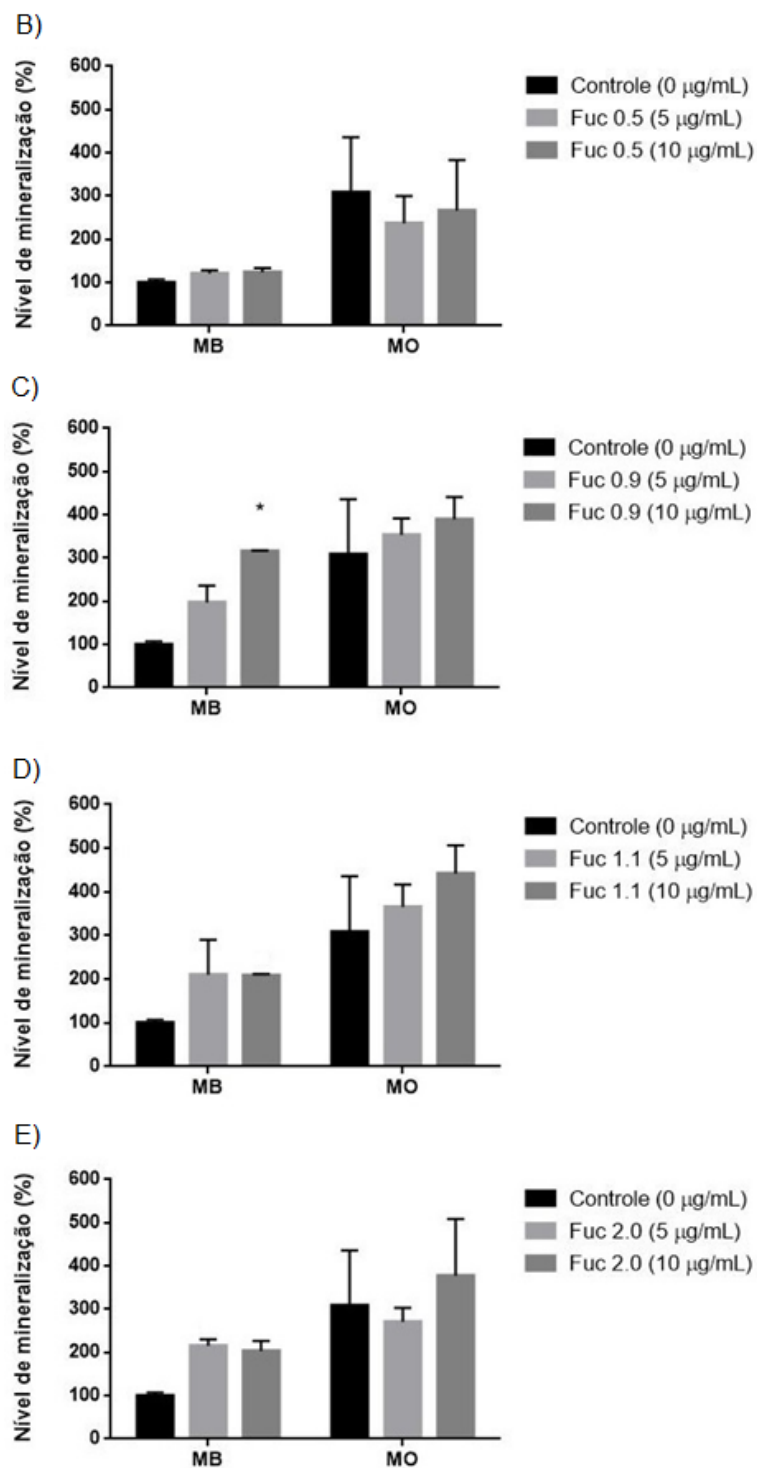 B)
Nível de mineralização (%)
600
500
400
300
200
100
0
MB
MO
Controle (0 µg/mL)
Fuc 0.5 (5 µg/mL)
Fuc 0.5 (10 µg/mL)
C)
Nível de mineralização (%)
600
500
400
300
200
100
0
*
MB
MO
Controle (0 µg/mL)
Fuc 0.9 (5 µg/mL)
Fuc 0.9 (10 µg/mL)
D)
Nível de mineralização (%)
600
500
400
300
200
100
0
MB
MO
Controle (0 µg/mL)
Fuc 1.1 (5 µg/mL)
Fuc 1.1 (10 µg/mL)
E)
Nível de mineralização (%)
600
500
400
300
200
100
0
MB
MO
Controle (0 µg/mL)
Fuc 2.0 (5 µg/mL)
Fuc 2.0 (10 µg/mL)